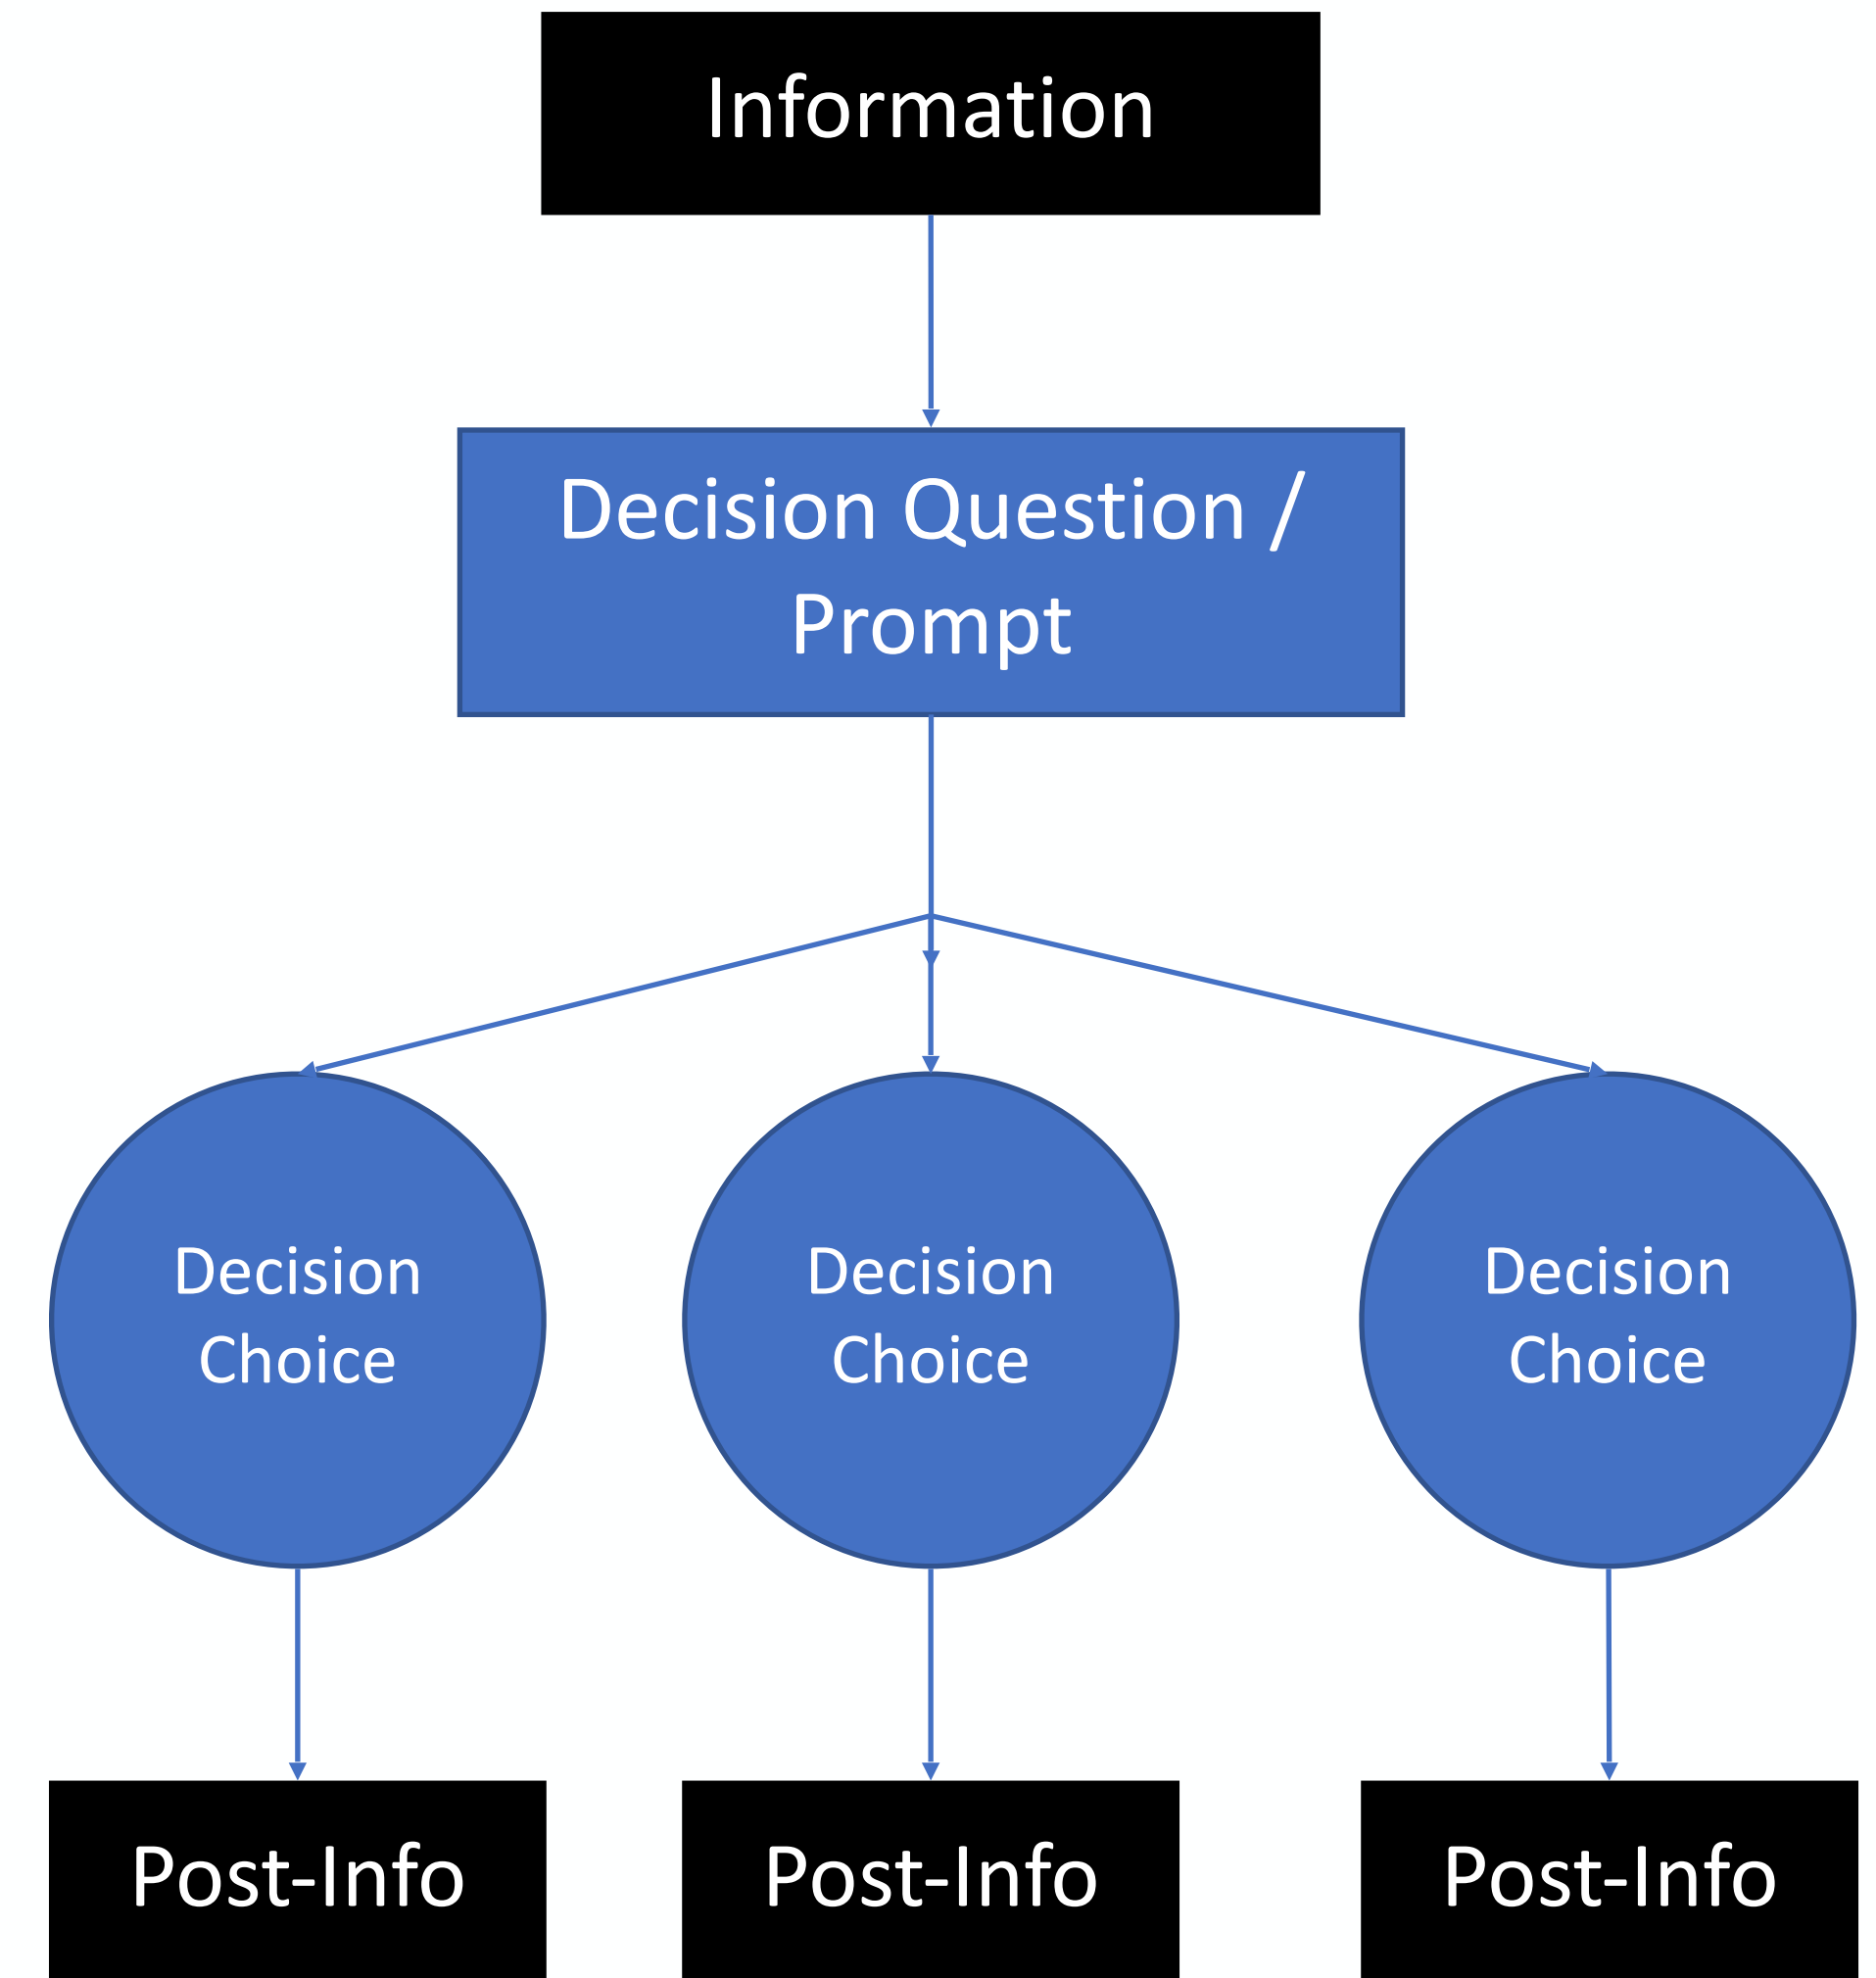 Information
Decision Question /
Prompt
Decision
Choice
Decision
Choice
Decision
Choice
Post-Info
Post-Info
Post-Info